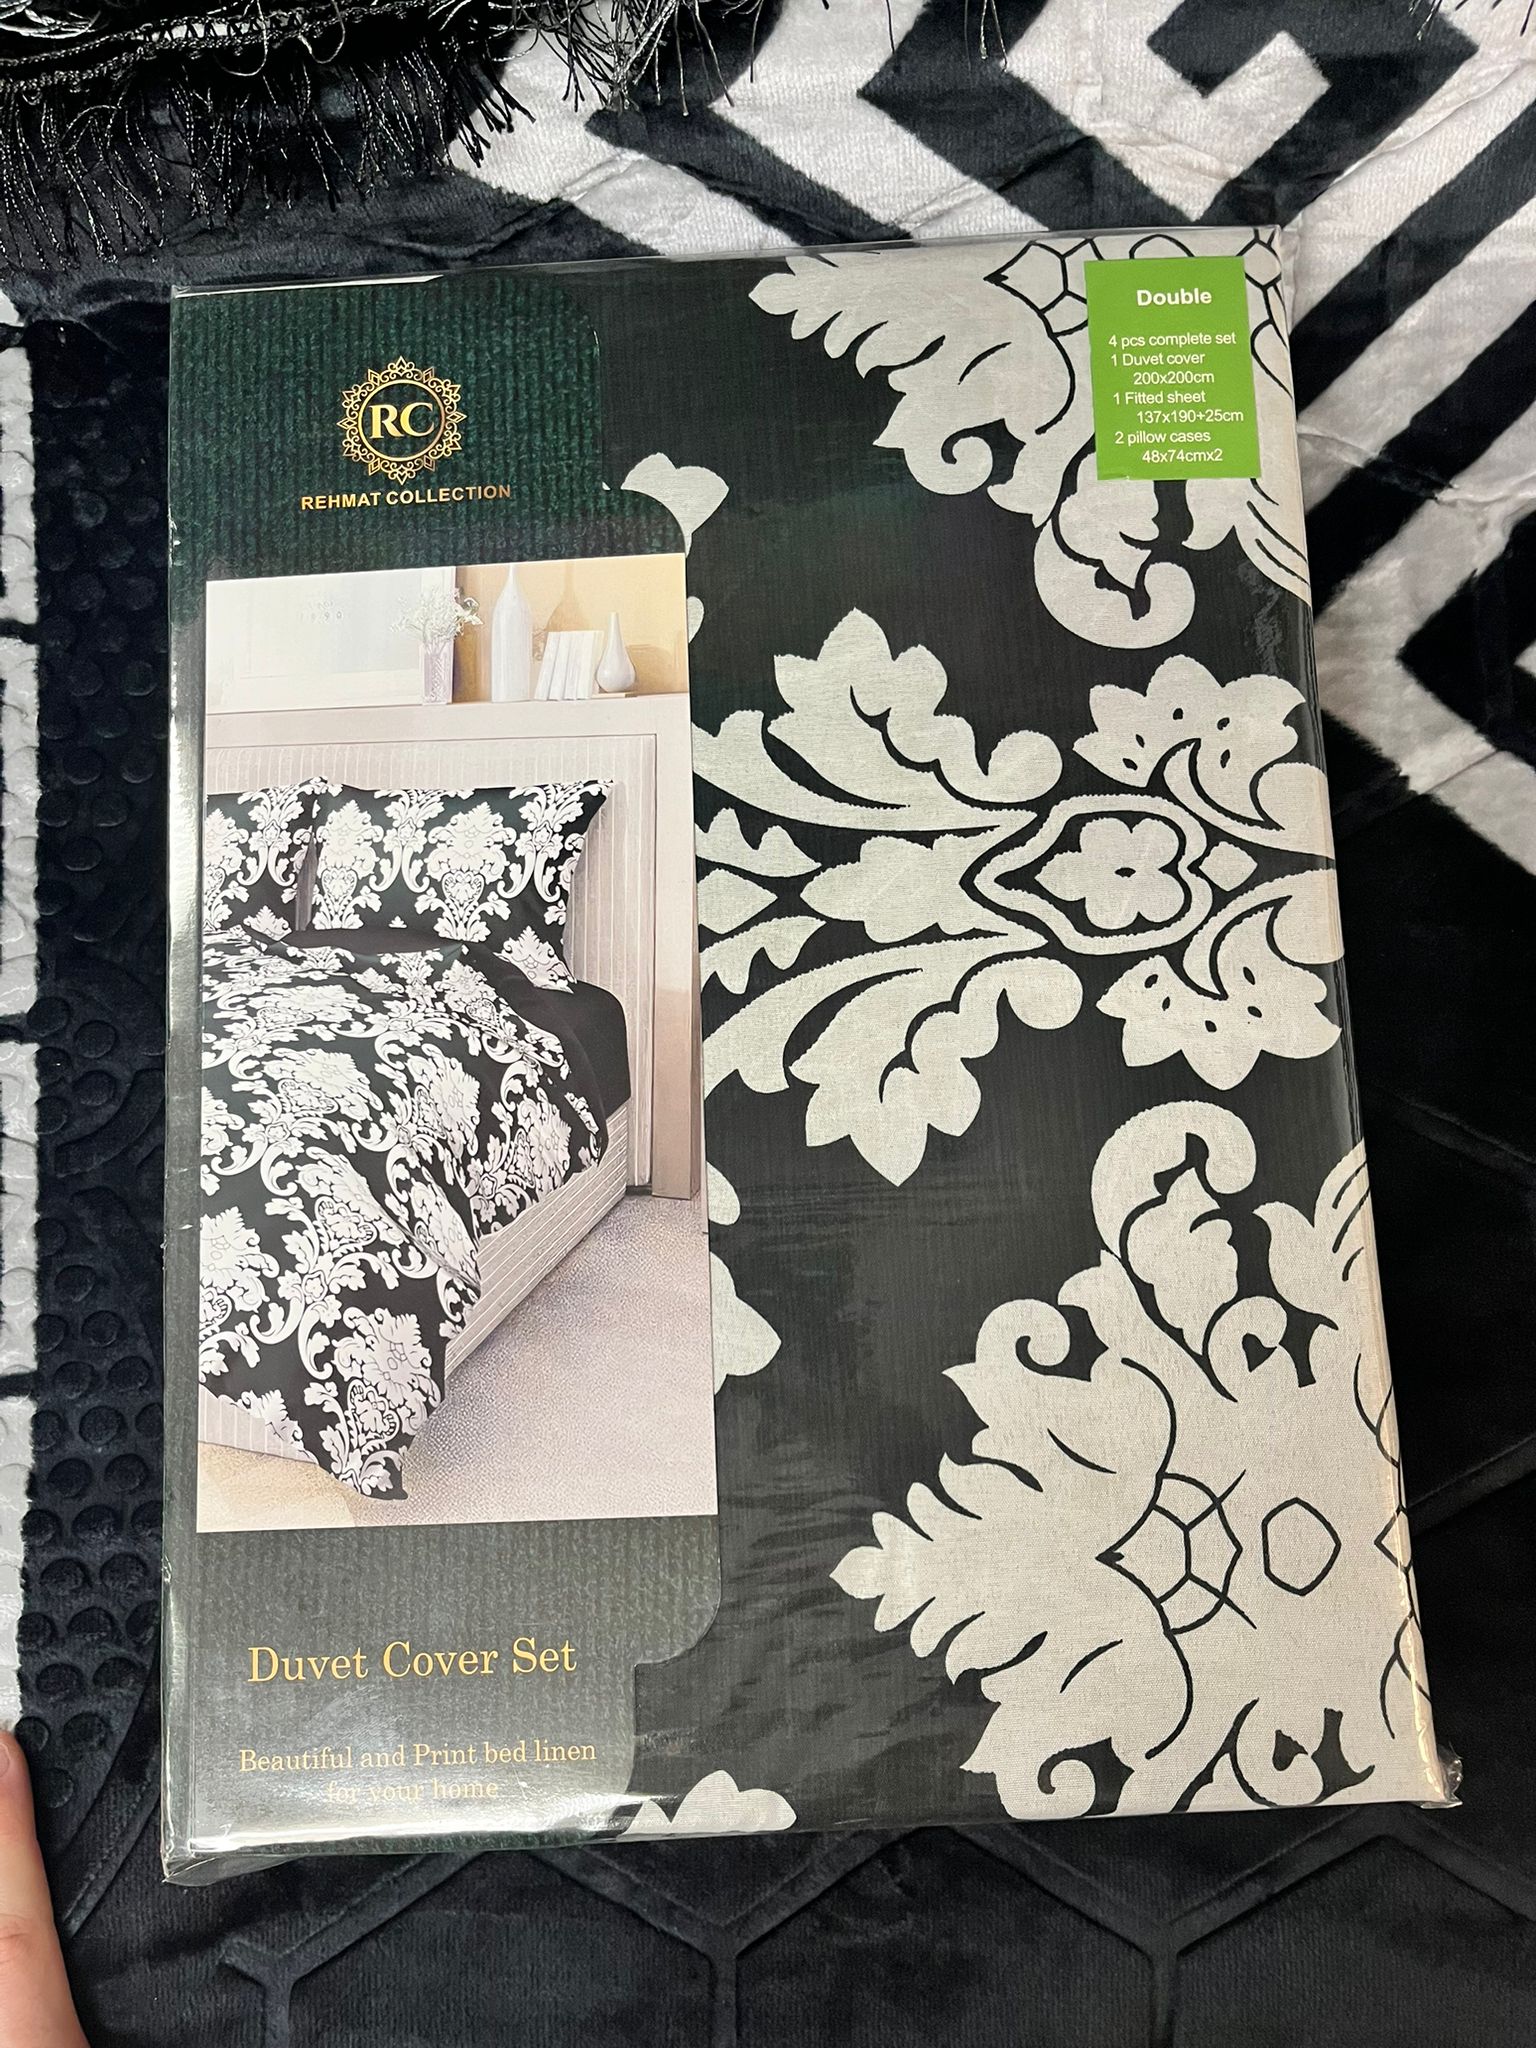 RC
REHMAT COLLECTION
Double
4 pcs complete set
1 Duvet cover
200x200cm
1 Fitted sheet
137x190+25cm
2 pillow cases
48x74cmx2
Duvet Cover Set
Beautiful and Print bed linen
for your home